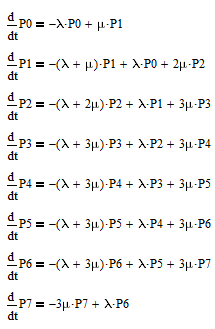 d/dt P0 = −λ·P0 + μ·P1
d/dt P1 = −(λ + μ)·P1 + λ·P0 + 2μ·P2
d/dt P2 = −(λ + 2μ)·P2 + λ·P1 + 3μ·P3
d/dt P3 = −(λ + 3μ)·P3 + λ·P2 + 3μ·P4
d/dt P4 = −(λ + 3μ)·P4 + λ·P3 + 3μ·P5
d/dt P5 = −(λ + 3μ)·P5 + λ·P4 + 3μ·P6
d/dt P6 = −(λ + 3μ)·P6 + λ·P5 + 3μ·P7
d/dt P7 = −3μ·P7 + λ·P6